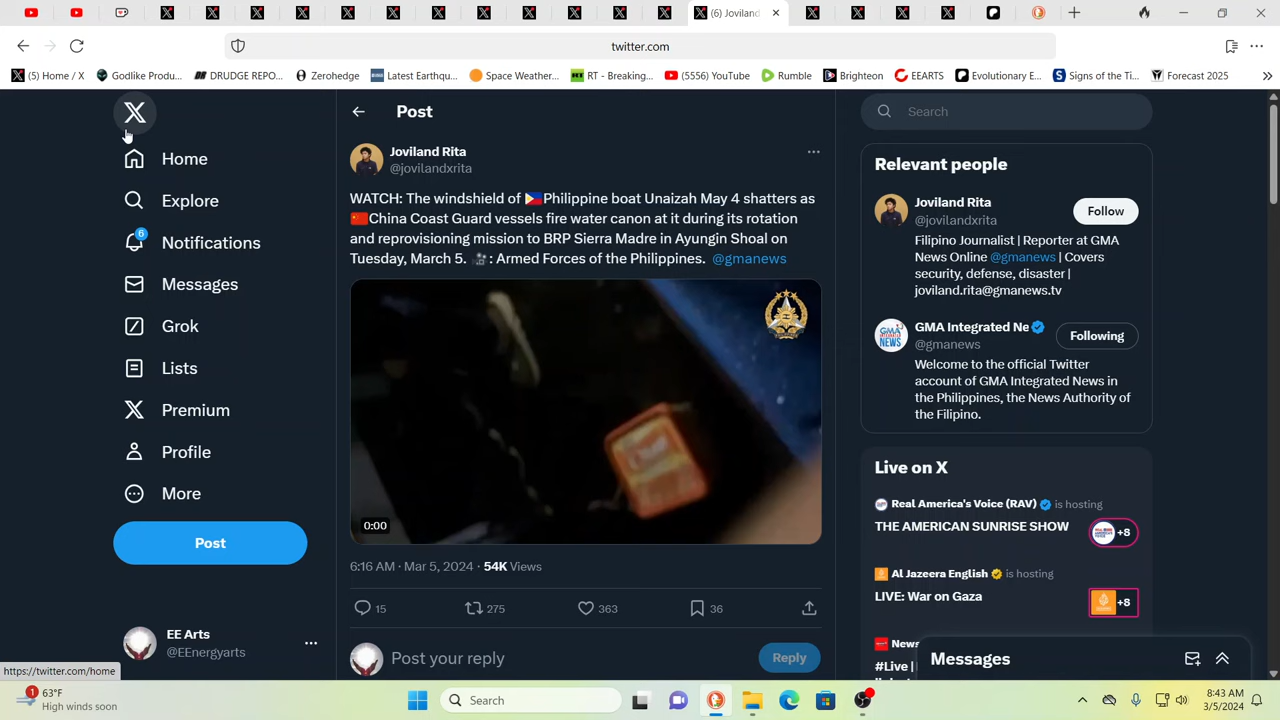 (6) Joviland
twitter.com
(5) Home / X
Godlike Produ...
DRUDGE REPO...
Zerohedge
Latest Earthqu...
Space Weather...
RT - Breaking...
(5556) YouTube
Rumble
Brighteon
EEARTS
Evolutionary E...
Signs of the Ti...
Forecast 2025
Home
Explore
6
Notifications
Messages
Grok
Lists
Premium
Profile
More
Post
EE Arts
@EEnergyarts
https://twitter.com/home
Post
Joviland Rita
@jovilandxrita
WATCH: The windshield of 🇵🇭Philippine boat Unaizah May 4 shatters as
🇨🇳China Coast Guard vessels fire water canon at it during its rotation
and reprovisioning mission to BRP Sierra Madre in Ayungin Shoal on
Tuesday, March 5. 🎥: Armed Forces of the Philippines. @gmanews
0:00
6:16 AM · Mar 5, 2024 · 54K Views
15
275
363
36
Post your reply
Reply
Search
Relevant people
Joviland Rita
@jovilandxrita
Follow
Filipino Journalist | Reporter at GMA
News Online @gmanews | Covers
security, defense, disaster |
joviland.rita@gmanews.tv
GMA Integrated Ne
@gmanews
Following
Welcome to the official Twitter
account of GMA Integrated News in
the Philippines, the News Authority of
the Filipino.
Live on X
Real America's Voice (RAV) is hosting
THE AMERICAN SUNRISE SHOW
+8
Al Jazeera English is hosting
LIVE: War on Gaza
+8
News
#Live |
Messages
1
63°F
High winds soon
Search
8:43 AM
3/5/2024